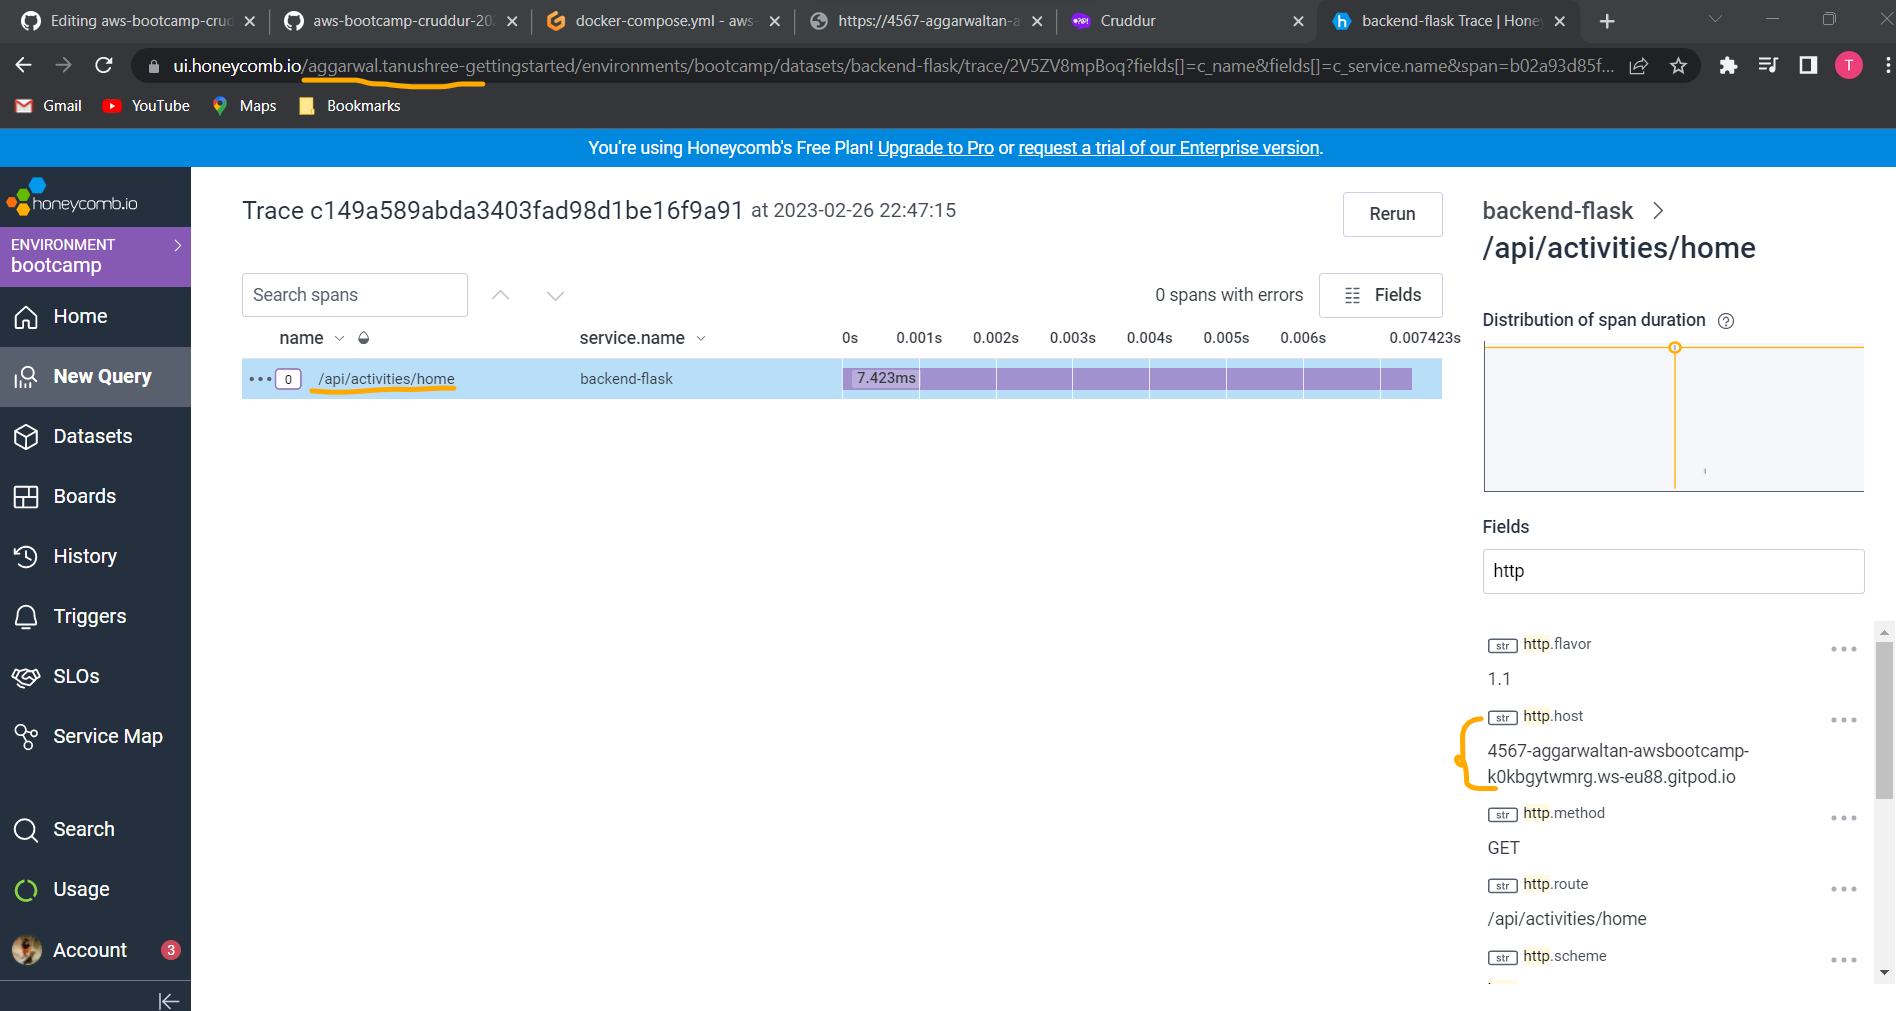 Editing aws-bootcamp-crud
aws-bootcamp-cruddur-20
docker-compose.yml - aws-
https://4567-aggarwaltan-a
Cruddur
backend-flask Trace | Hone
ui.honeycomb.io/aggarwal.tanushree-gettingstarted/environments/bootcamp/datasets/backend-flask/trace/2V5ZV8mpBoq?fields[]=c_name&fields[]=c_service.name&span=b02a93d85f...
T
Gmail
YouTube
Maps
Bookmarks
You're using Honeycomb's Free Plan! Upgrade to Pro or request a trial of our Enterprise version.
honeycomb.io
ENVIRONMENT
bootcamp
Home
New Query
Datasets
Boards
History
Triggers
SLOs
Service Map
Search
Usage
Account 3
Trace c149a589abda3403fad98d1be16f9a91 at 2023-02-26 22:47:15
Rerun
Search spans
0 spans with errors
Fields
name
service.name
0s 0.001s 0.002s 0.003s 0.004s 0.005s 0.006s 0.007423s
0 /api/activities/home backend-flask 7.423ms
backend-flask
/api/activities/home
Distribution of span duration ?
Fields
http
str http.flavor
1.1
str http.host
4567-aggarwaltan-awsbootcamp-
k0kbgytwmrg.ws-eu88.gitpod.io
str http.method
GET
str http.route
/api/activities/home
str http.scheme